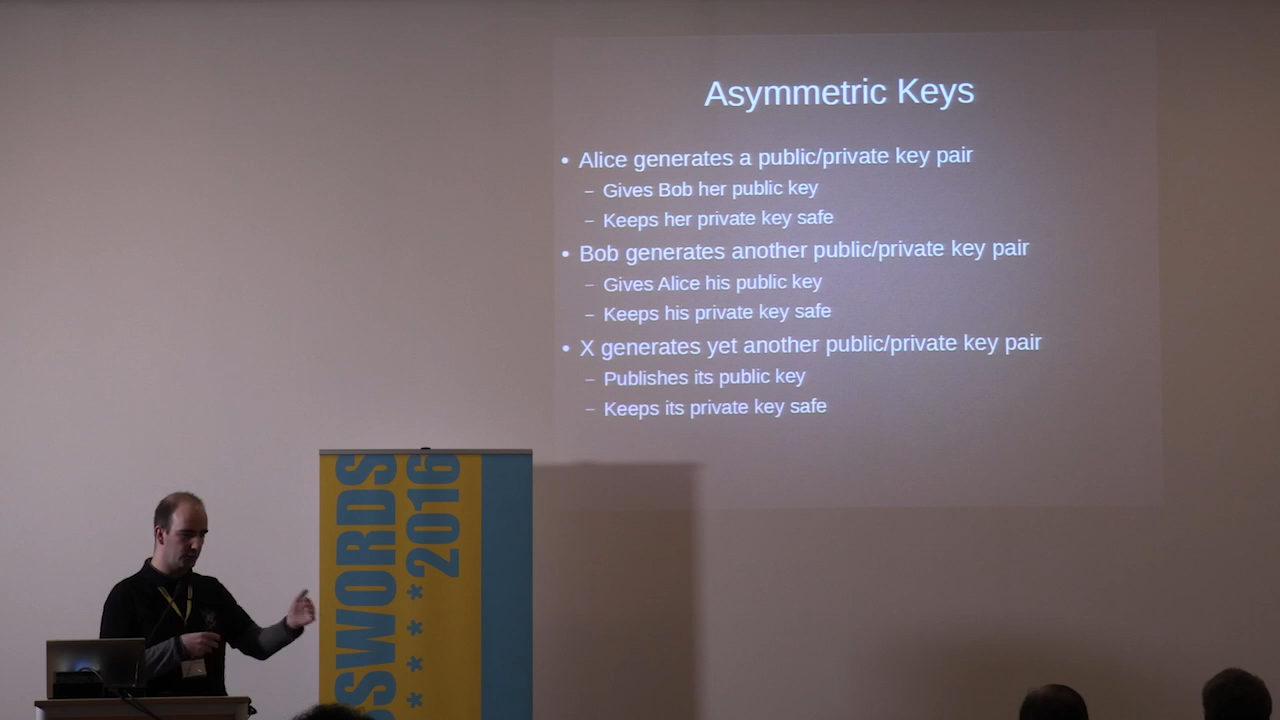 Asymmetric Keys
• Alice generates a public/private key pair
– Gives Bob her public key
– Keeps her private key safe
• Bob generates another public/private key pair
– Gives Alice his public key
– Keeps his private key safe
• X generates yet another public/private key pair
– Publishes its public key
– Keeps its private key safe
SSWORDS
* * * * 2016